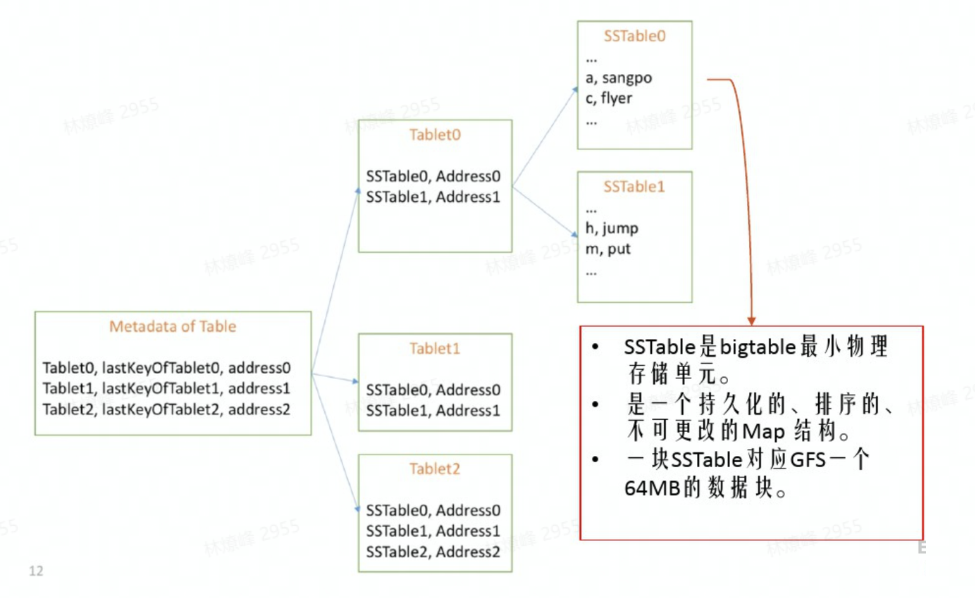 SSTable0
...
a, sangpo
c, flyer
...
Tablet0
SSTable0, Address0
SSTable1, Address1
SSTable1
...
h, jump
m, put
...
Metadata of Table
Tablet0, lastKeyOfTablet0, address0
Tablet1, lastKeyOfTablet1, address1
Tablet2, lastKeyOfTablet2, address2
Tablet1
SSTable0, Address0
SSTable1, Address1
Tablet2
SSTable0, Address0
SSTable1, Address1
SSTable2, Address2
• SSTable是bigtable最小物理
存储单元。
• 是一个持久化的、排序的、
不可更改的Map 结构。
• 一块SSTable对应GFS一个
64MB的数据块。
E
12